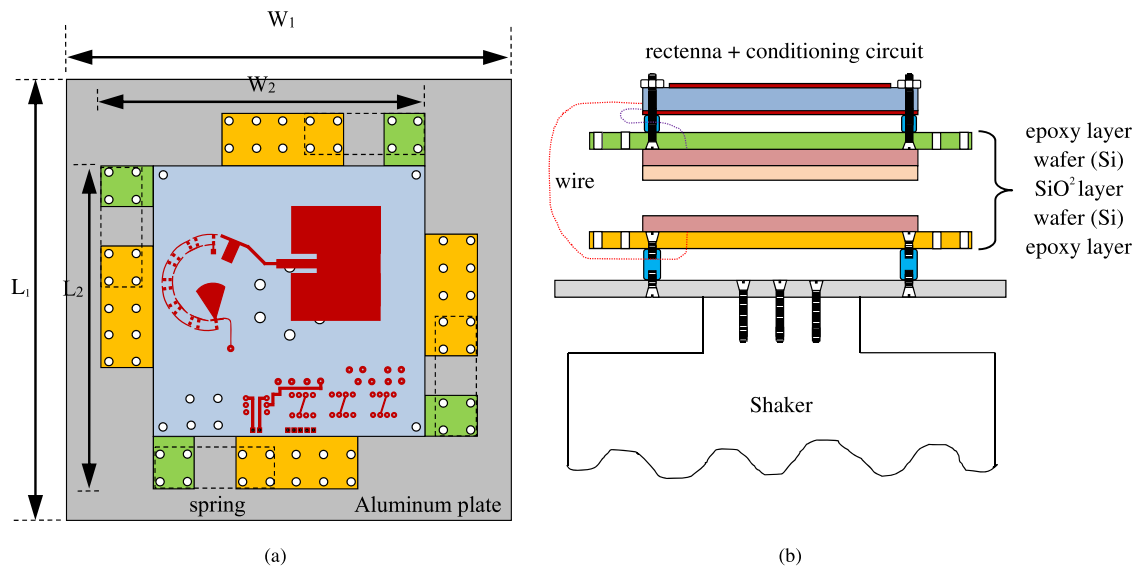 W₁
W₂
L₁
L₂
spring
Aluminum plate
(a)
rectenna + conditioning circuit
wire
epoxy layer
wafer (Si)
SiO² layer
wafer (Si)
epoxy layer
Shaker
(b)